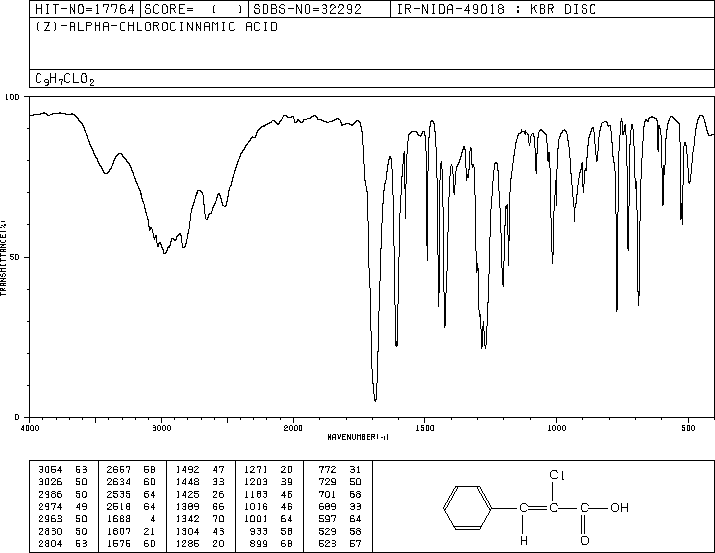 HIT-NO=17764 SCORE= ( ) SDBS-NO=32292 IR-NIDA-49018 : KBR DISC
(Z)-ALPHA-CHLOROCINNAMIC ACID
C9H7CLO2
100
50
0
TRANSMITTANCE(%)
4000 3000 2000 1500 1000 500
WAVENUMBER(-1)
3064 63 2667 58 1492 47 1271 20 772 31
3026 50 2634 60 1448 33 1203 39 729 50
2986 50 2535 64 1425 26 1183 46 701 68
2974 49 2518 64 1389 66 1016 46 689 33
2963 50 1688 4 1342 70 1001 64 597 64
2830 50 1607 21 1304 43 933 58 529 58
2804 53 1576 60 1285 20 899 68 523 57
Cl
C C C OH
H O